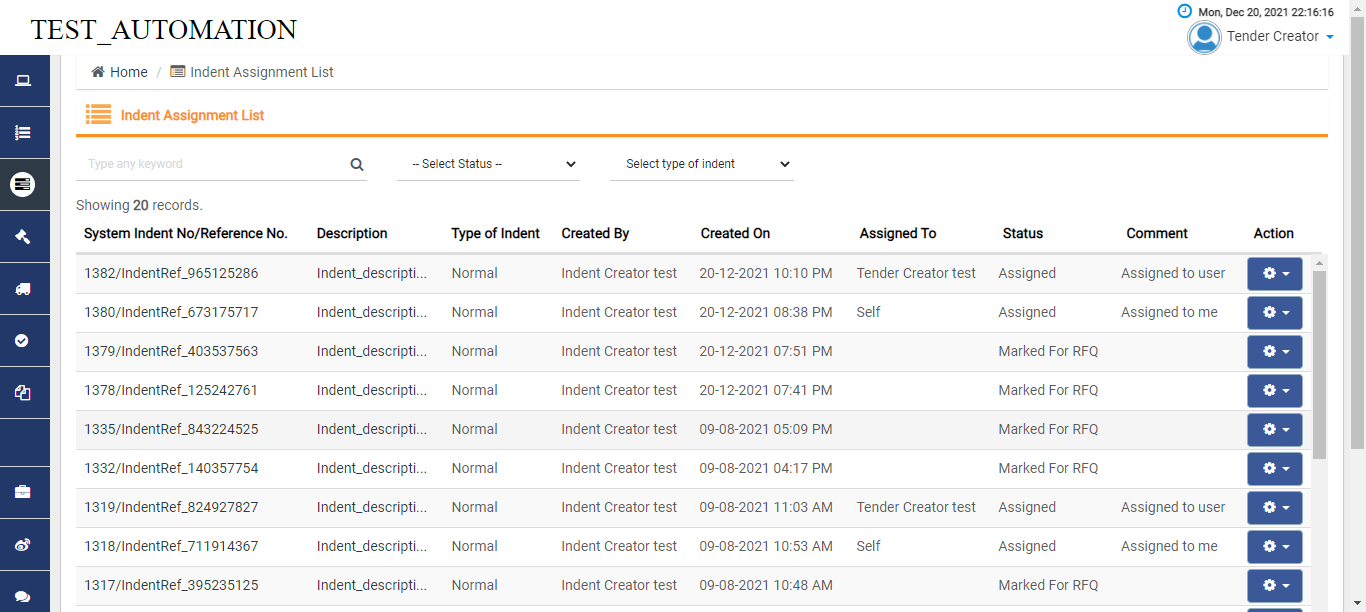 Mon, Dec 20, 2021 22:16:16
TEST_AUTOMATION
Tender Creator
Home / Indent Assignment List
Indent Assignment List
Type any keyword -- Select Status -- Select type of indent
Showing 20 records.
System Indent No/Reference No. Description Type of Indent Created By Created On Assigned To Status Comment Action
1382/IndentRef_965125286 Indent_descripti... Normal Indent Creator test 20-12-2021 10:10 PM Tender Creator test Assigned Assigned to user
1380/IndentRef_673175717 Indent_descripti... Normal Indent Creator test 20-12-2021 08:38 PM Self Assigned Assigned to me
1379/IndentRef_403537563 Indent_descripti... Normal Indent Creator test 20-12-2021 07:51 PM Marked For RFQ
1378/IndentRef_125242761 Indent_descripti... Normal Indent Creator test 20-12-2021 07:41 PM Marked For RFQ
1335/IndentRef_843224525 Indent_descripti... Normal Indent Creator test 09-08-2021 05:09 PM Marked For RFQ
1332/IndentRef_140357754 Indent_descripti... Normal Indent Creator test 09-08-2021 04:17 PM Marked For RFQ
1319/IndentRef_824927827 Indent_descripti... Normal Indent Creator test 09-08-2021 11:03 AM Tender Creator test Assigned Assigned to user
1318/IndentRef_711914367 Indent_descripti... Normal Indent Creator test 09-08-2021 10:53 AM Self Assigned Assigned to me
1317/IndentRef_395235125 Indent_descripti... Normal Indent Creator test 09-08-2021 10:48 AM Marked For RFQ